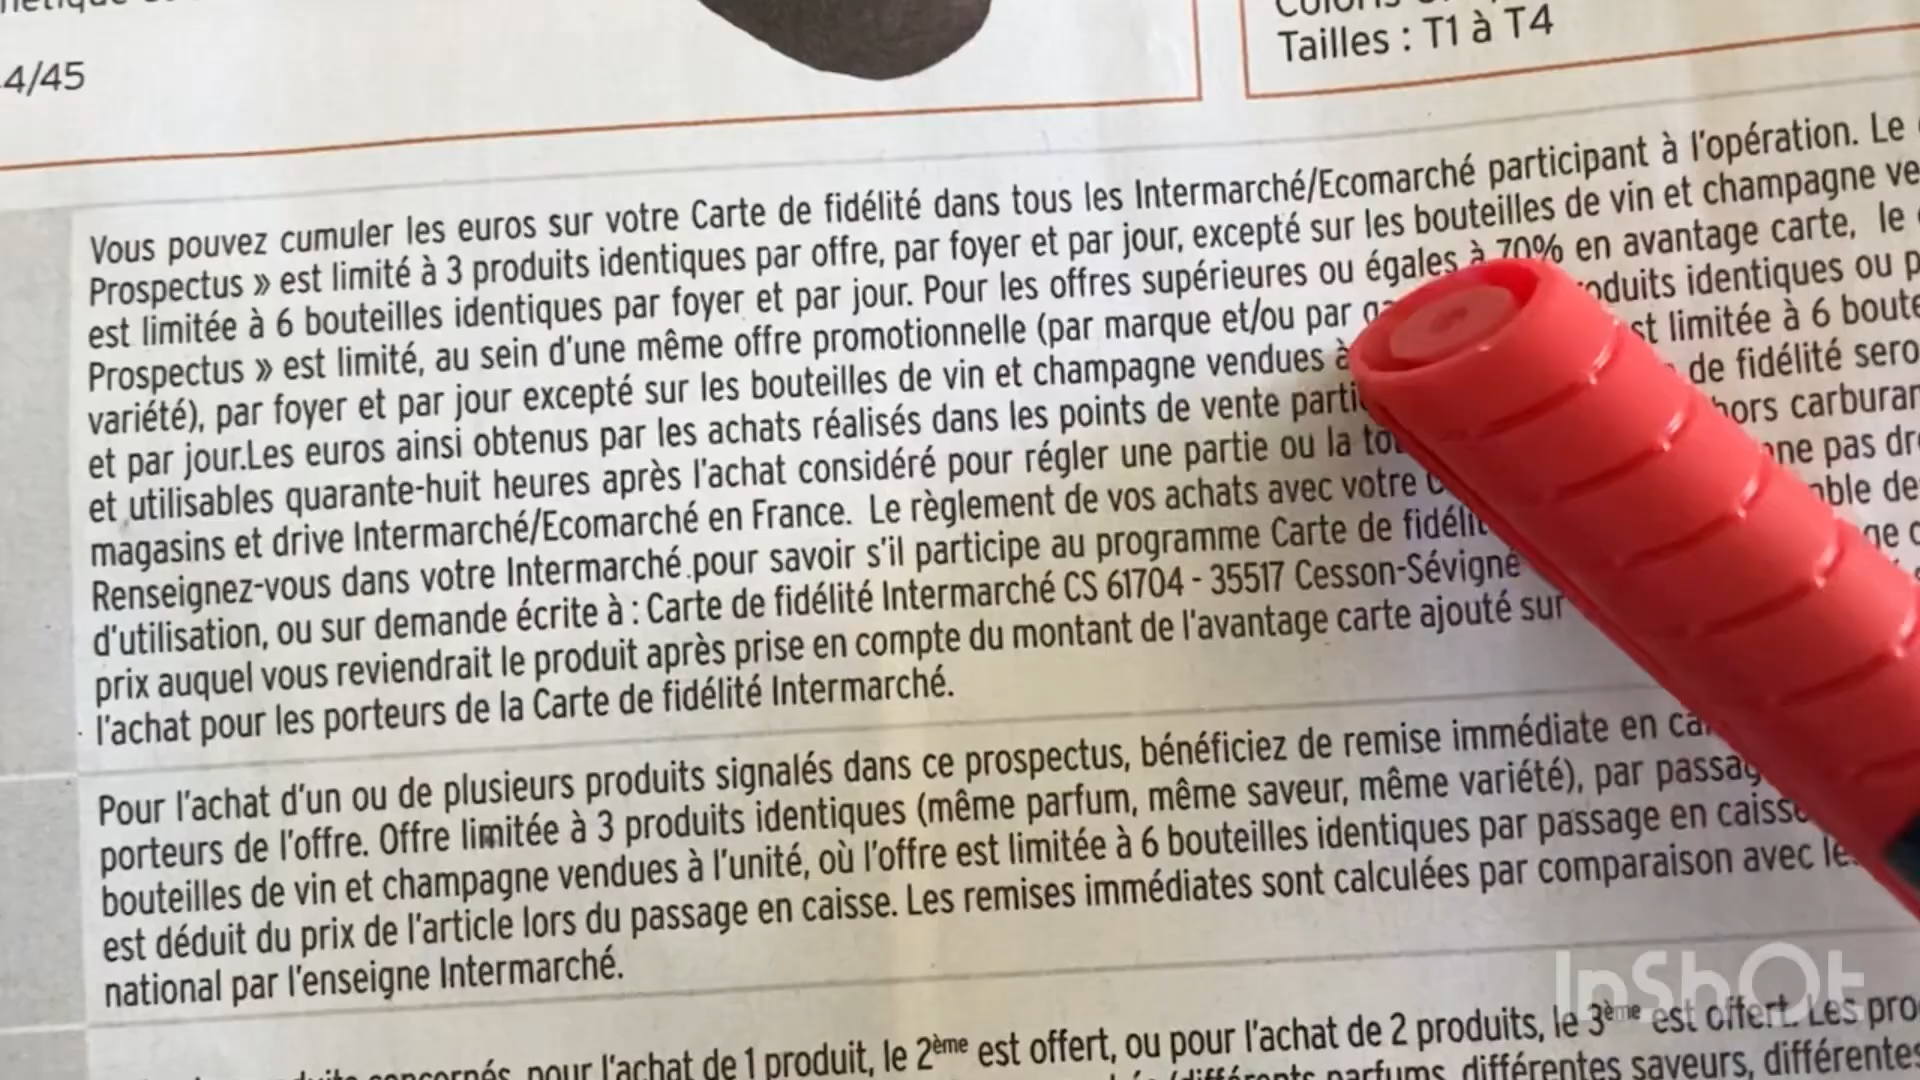 4/45
Tailles : T1 à T4
Vous pouvez cumuler les euros sur votre Carte de fidélité dans tous les Intermarché/Ecomarché participant à l'opération. Le
Prospectus » est limité à 3 produits identiques par offre, par foyer et par jour, excepté sur les bouteilles de vin et champagne
est limitée à 6 bouteilles identiques par foyer et par jour. Pour les offres supérieures ou égales à 70% en avantage carte, le
Prospectus » est limité, au sein d'une même offre promotionnelle (par marque et/ou par identiques ou
variété), par foyer et par jour excepté sur les bouteilles de vin et champagne vendues à limitée à 6
et par jour.Les euros ainsi obtenus par les achats réalisés dans les points de vente de fidélité
et utilisables quarante-huit heures après l'achat considéré pour régler une partie ou la
magasins et drive Intermarché/Ecomarché en France. Le règlement de vos achats avec votre pas
Renseignez-vous dans votre Intermarché pour savoir s'il participe au programme Carte de
d'utilisation, ou sur demande écrite à : Carte de fidélité Intermarché CS 61704 - 35517 Cesson-Sévigné
prix auquel vous reviendrait le produit après prise en compte du montant de l'avantage carte ajouté sur
l'achat pour les porteurs de la Carte de fidélité Intermarché.
Pour l'achat d'un ou de plusieurs produits signalés dans ce prospectus, bénéficiez de remise immédiate en
porteurs de l'offre. Offre limitée à 3 produits identiques (même parfum, même saveur, même variété), par
bouteilles de vin et champagne vendues à l'unité, où l'offre est limitée à 6 bouteilles identiques par passage en
est déduit du prix de l'article lors du passage en caisse. Les remises immédiates sont calculées par comparaison avec
national par l'enseigne Intermarché.
pour l'achat de 1 produit, le 2ème est offert, ou pour l'achat de 2 produits, le 3ème est offert. Les
parfums, différentes saveurs, différentes
InShOt